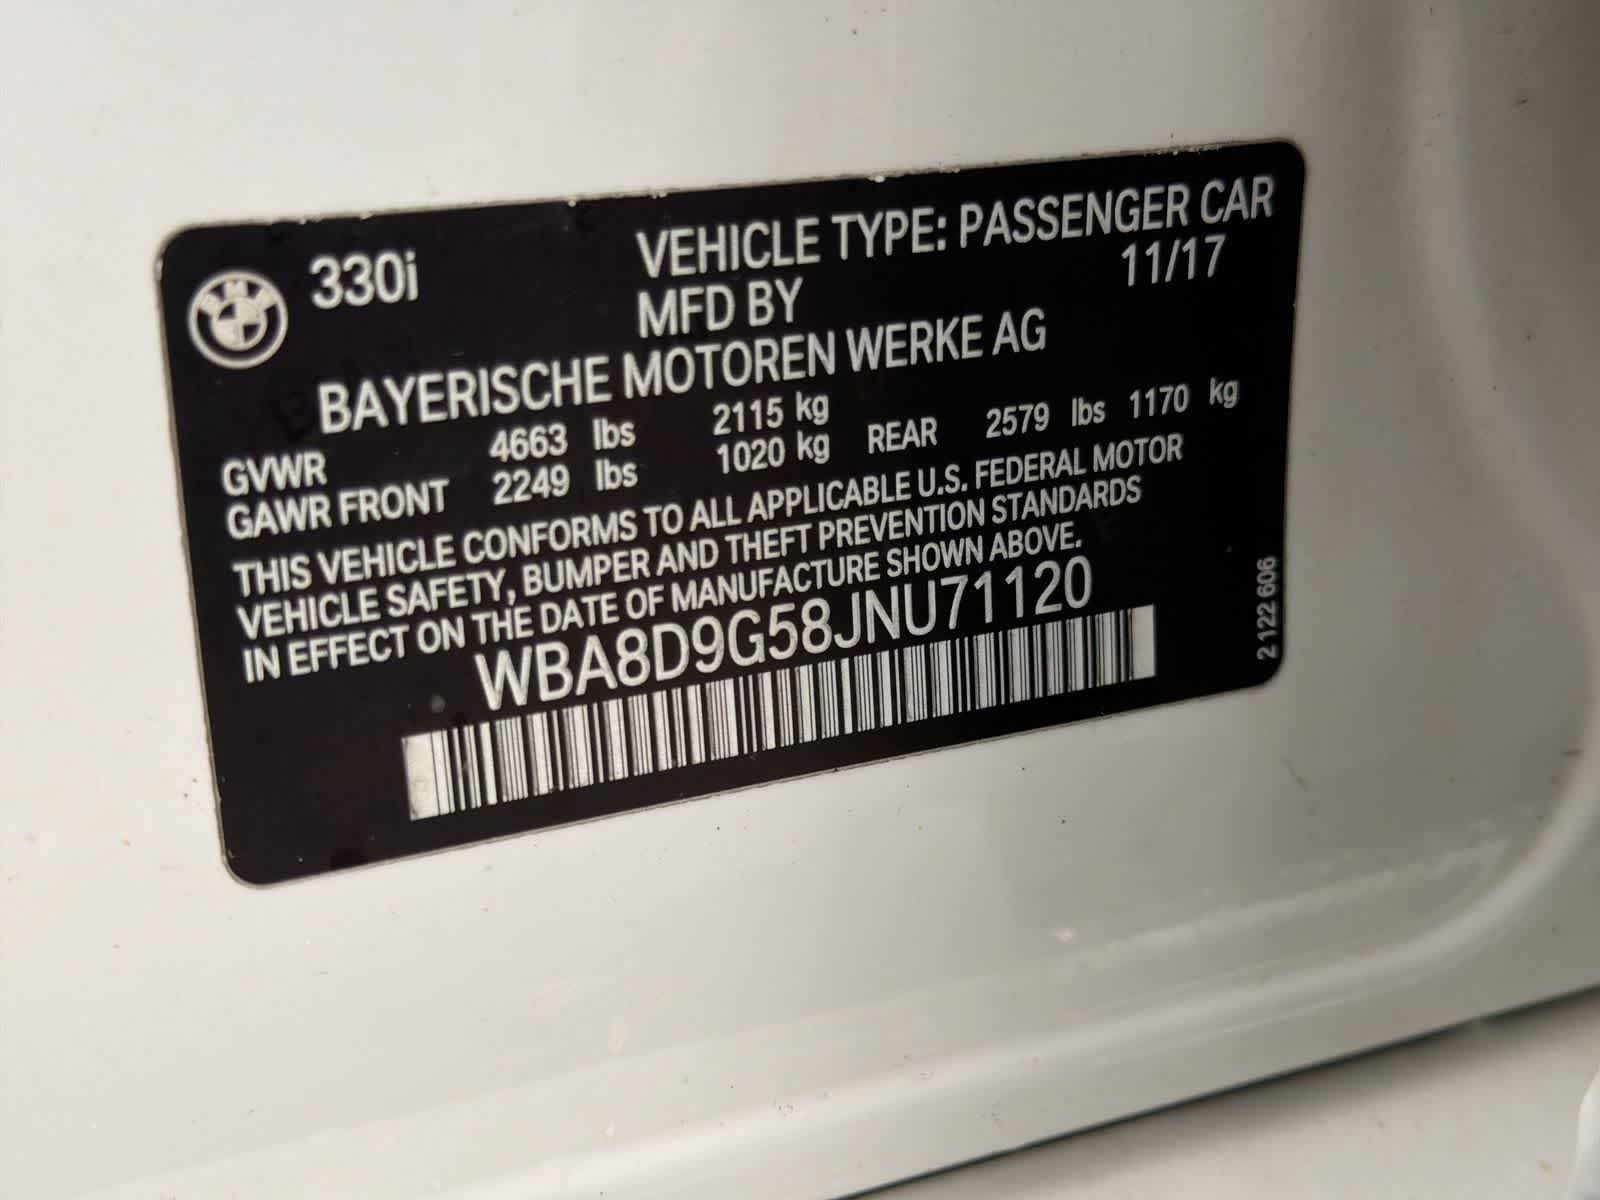 BMW
330i
VEHICLE TYPE: PASSENGER CAR
MFD BY 11/17
BAYERISCHE MOTOREN WERKE AG
GVWR 4663 lbs 2115 kg
GAWR FRONT 2249 lbs 1020 kg REAR 2579 lbs 1170 kg
THIS VEHICLE CONFORMS TO ALL APPLICABLE U.S. FEDERAL MOTOR
VEHICLE SAFETY, BUMPER AND THEFT PREVENTION STANDARDS
IN EFFECT ON THE DATE OF MANUFACTURE SHOWN ABOVE.
WBA8D9G58JNU71120
2 122 606